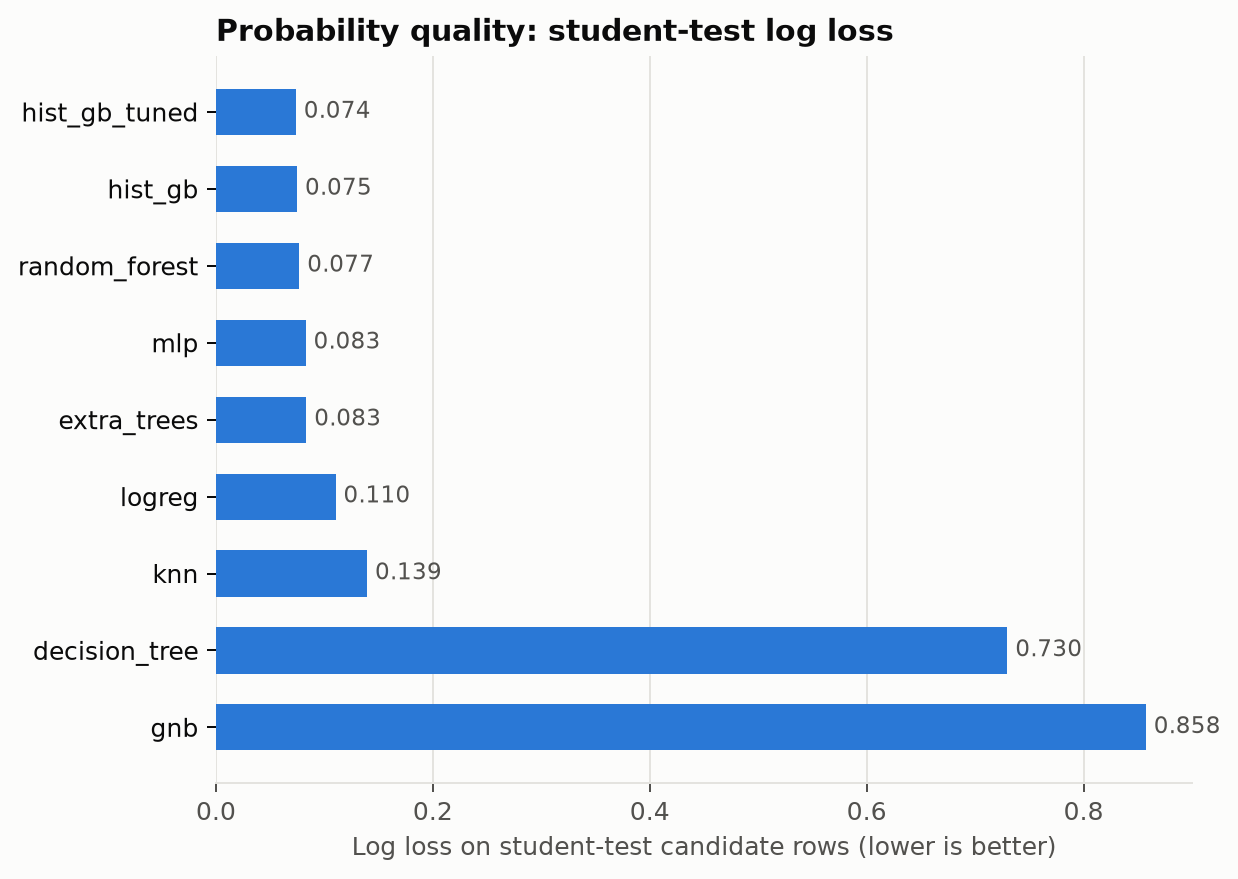 Probability quality: student-test log loss
hist_gb_tuned 0.074
hist_gb 0.075
random_forest 0.077
mlp 0.083
extra_trees 0.083
logreg 0.110
knn 0.139
decision_tree 0.730
gnb 0.858
0.0 0.2 0.4 0.6 0.8
Log loss on student-test candidate rows (lower is better)